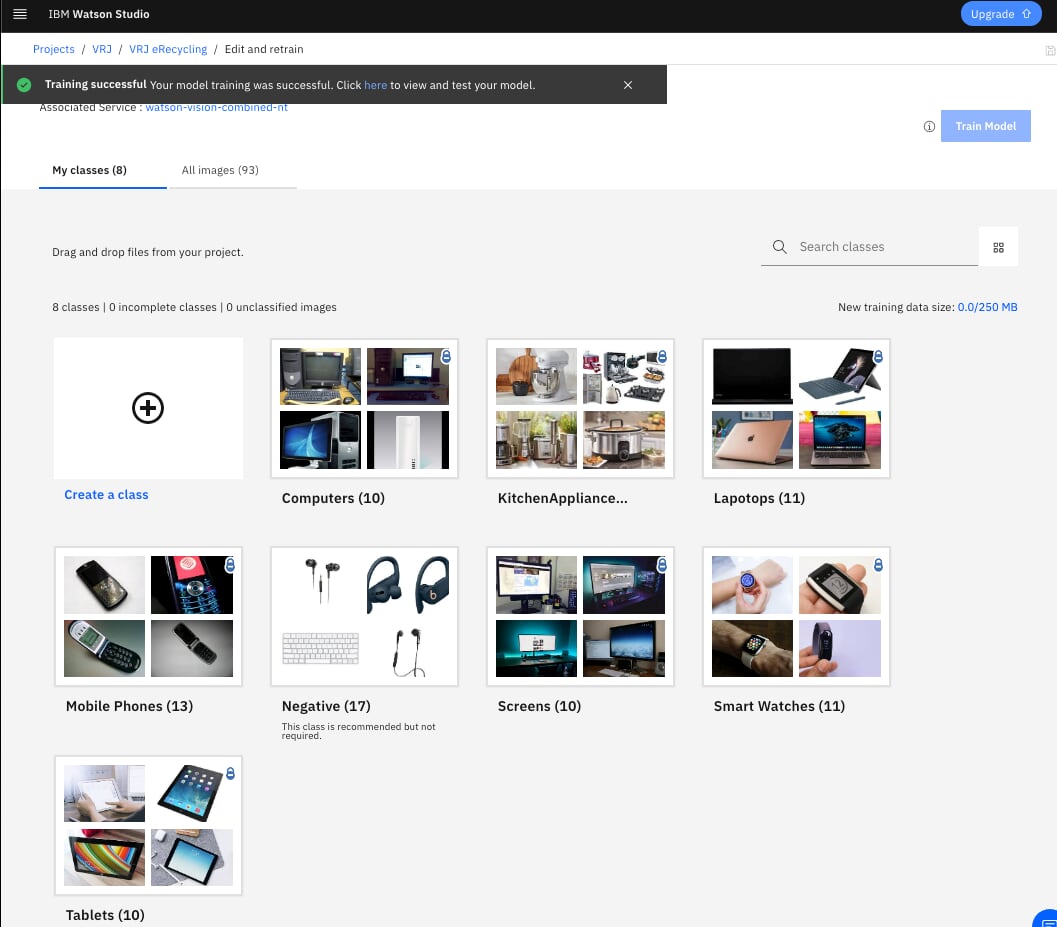 IBM Watson Studio
Upgrade
Projects / VRJ / VRJ eRecycling / Edit and retrain
Training successful Your model training was successful. Click here to view and test your model.
Associated Service : watson-vision-combined-nt
Train Model
My classes (8)
All images (93)
Drag and drop files from your project.
Search classes
8 classes | 0 incomplete classes | 0 unclassified images
New training data size: 0.0/250 MB
Create a class
Computers (10)
KitchenAppliance...
Lapotops (11)
Mobile Phones (13)
Negative (17)
This class is recommended but not
required.
Screens (10)
Smart Watches (11)
Tablets (10)